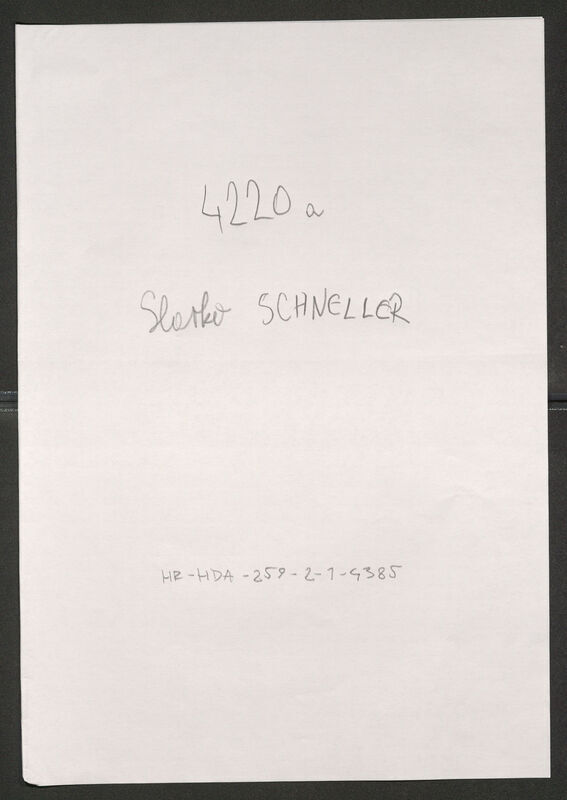 4220 a
Slavko SCHNELLER
HR-HDA-259-2-1-4385